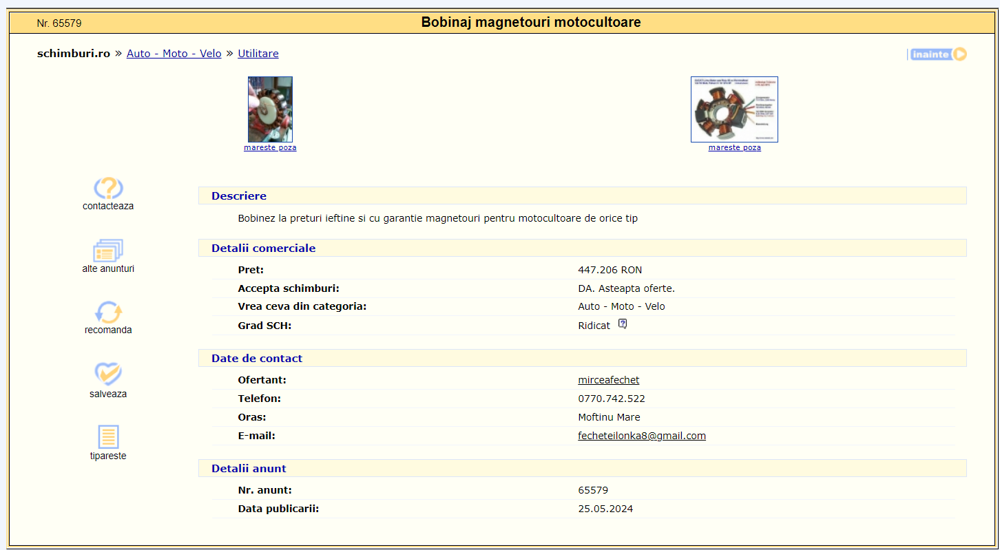 Nr. 65579
Bobinaj magnetouri motocultoare
schimburi.ro » Auto - Moto - Velo » Utilitare
inainte
mareste poza
mareste poza
contacteaza
alte anunturi
recomanda
salveaza
tipareste
Descriere
Bobinez la preturi ieftine si cu garantie magnetouri pentru motocultoare de orice tip
Detalii comerciale
Pret: 447.206 RON
Accepta schimburi: DA. Asteapta oferte.
Vrea ceva din categoria: Auto - Moto - Velo
Grad SCH: Ridicat
Date de contact
Ofertant: mirceafechet
Telefon: 0770.742.522
Oras: Moftinu Mare
E-mail: fecheteilonka8@gmail.com
Detalii anunt
Nr. anunt: 65579
Data publicarii: 25.05.2024